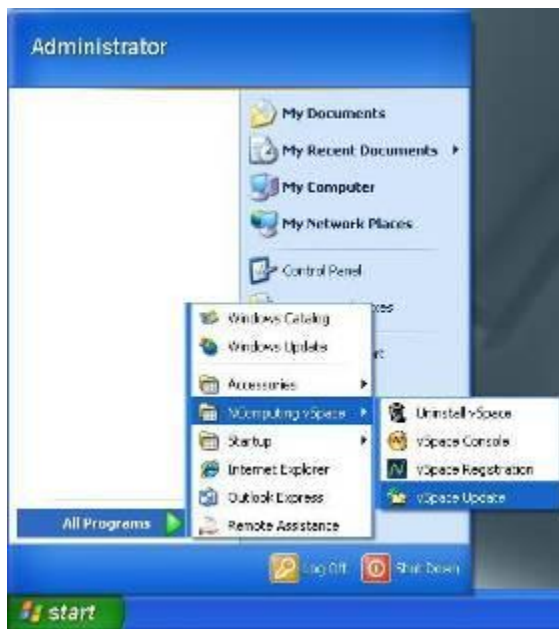 Administrator
My Documents
My Recent Documents
My Computer
My Network Places
Control Panel
Windows Catalog
Windows Update
Accessories
NComputing vSpace
Startup
Internet Explorer
Outlook Express
Remote Assistance
Uninstall vSpace
vSpace Console
vSpace Registration
vSpace Update
All Programs
Log Off
Shut Down
start